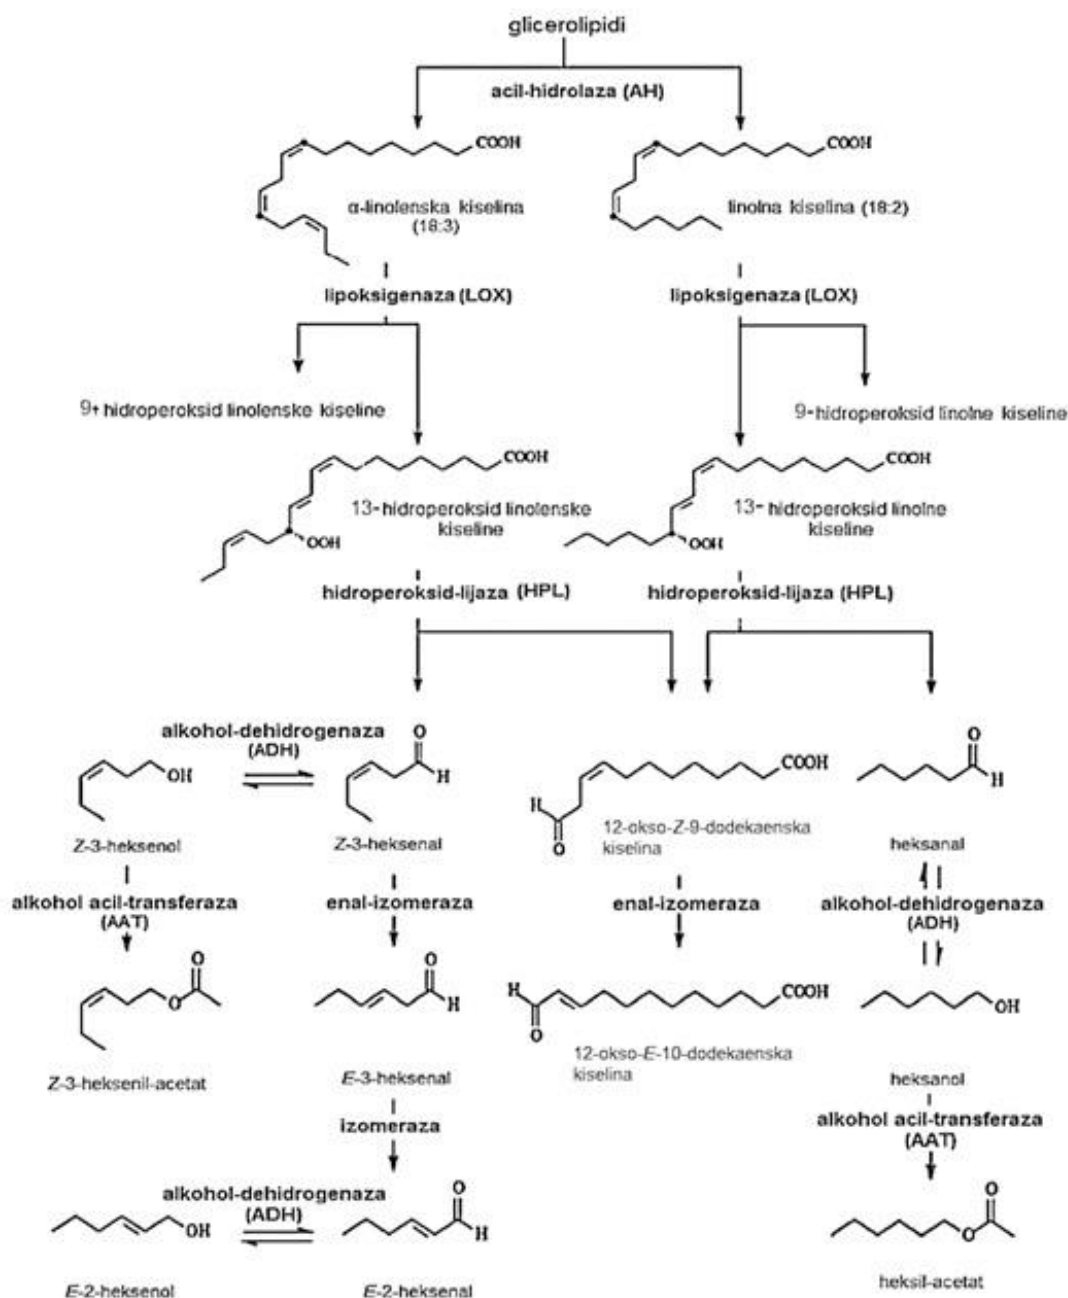 glicerolipidi
acil-hidrolaza (AH)
COOH
COOH
α-linolenska kiselina
(18:3)
linolna kiselina (18:2)
lipoksigenaza (LOX)
lipoksigenaza (LOX)
9-hidroperoksid linolenske kiseline
9-hidroperoksid linolne kiseline
COOH
COOH
13-hidroperoksid linolenske
kiseline
13-hidroperoksid linolne
kiseline
OOH
OOH
hidroperoksid-lijaza (HPL)
hidroperoksid-lijaza (HPL)
alkohol-dehidrogenaza
(ADH)
OH
O
H
COOH
H
O
O
H
Z-3-heksenol
Z-3-heksenal
12-okso-Z-9-dodekaenska
kiselina
heksanal
alkohol acil-transferaza
(AAT)
enal-izomeraza
enal-izomeraza
alkohol-dehidrogenaza
(ADH)
O
O
O
H
H
O
COOH
OH
Z-3-heksenil-acetat
E-3-heksenal
12-okso-E-10-dodekaenska
kiselina
heksanol
izomeraza
alkohol acil-transferaza
(AAT)
alkohol-dehidrogenaza
(ADH)
OH
O
H
O
O
E-2-heksenol
E-2-heksenal
heksil-acetat